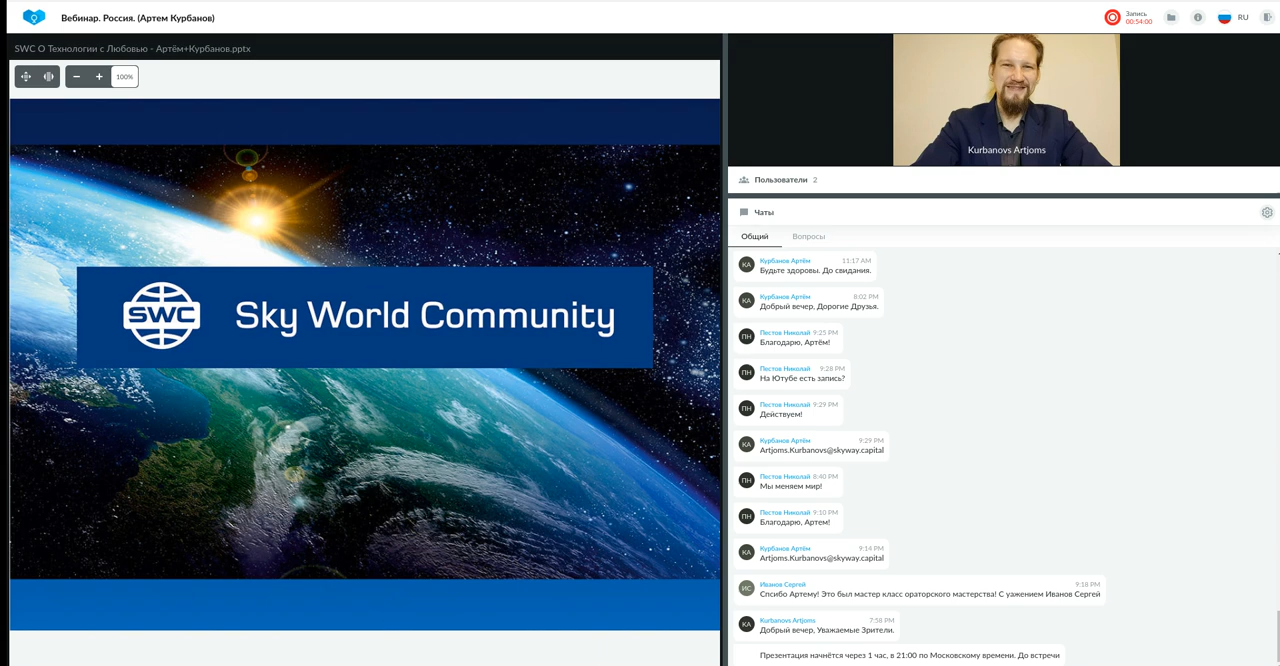 Вебинар. Россия. (Артем Курбанов)
Запись
00:54:00
RU
SWC О Технологии с Любовью - Артём+Курбанов.pptx
100%
SWC
Sky World Community
Kurbanovs Artjoms
Пользователи 2
Чаты
Общий Вопросы
КА Курбанов Артём 11:17 AM
Будьте здоровы. До свидания.
КА Курбанов Артём 8:02 PM
Добрый вечер, Дорогие Друзья.
ПН Пестов Николай 9:25 PM
Благодарю, Артём!
ПН Пестов Николай 9:28 PM
На Ютубе есть запись?
ПН Пестов Николай 9:29 PM
Действуем!
КА Курбанов Артём 9:29 PM
Artjoms.Kurbanovs@skyway.capital
ПН Пестов Николай 8:40 PM
Мы меняем мир!
ПН Пестов Николай 9:10 PM
Благодарю, Артем!
КА Курбанов Артём 9:14 PM
Artjoms.Kurbanovs@skyway.capital
ИС Иванов Сергей 9:18 PM
Спсибо Артему! Это был мастер класс ораторского мастерства! С уажением Иванов Сергей
KA Kurbanovs Artjoms 7:58 PM
Добрый вечер, Уважаемые Зрители.
Презентация начнётся через 1 час, в 21:00 по Московскому времени. До встречи